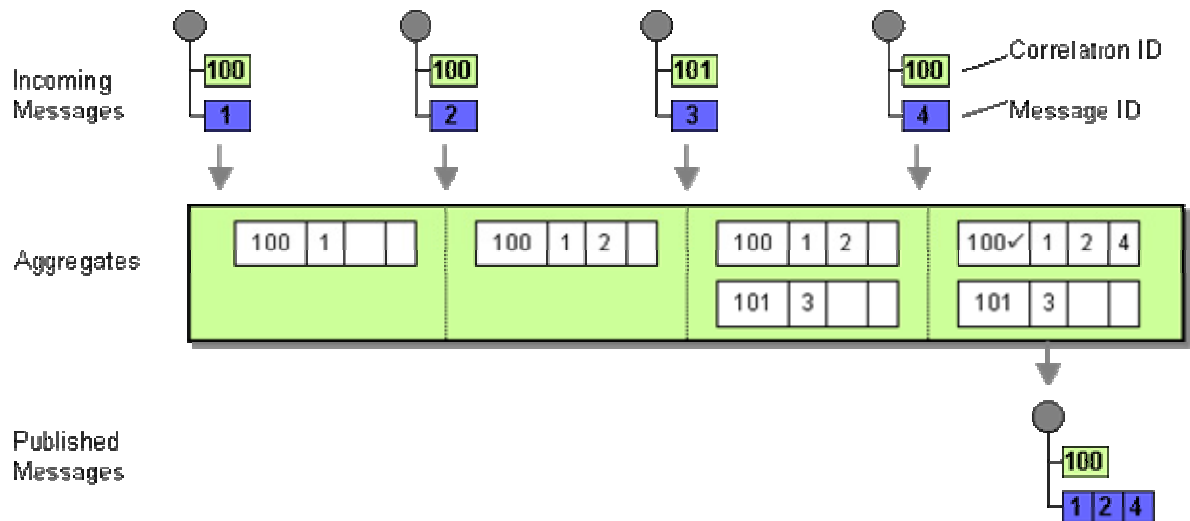 100
100
101
100
Correlation ID
Incoming
Messages
1
2
3
4
Message ID
100 1
100 1 2
100 1 2
100✓ 1 2 4
Aggregates
101 3
101 3
Published
Messages
100
1 2 4